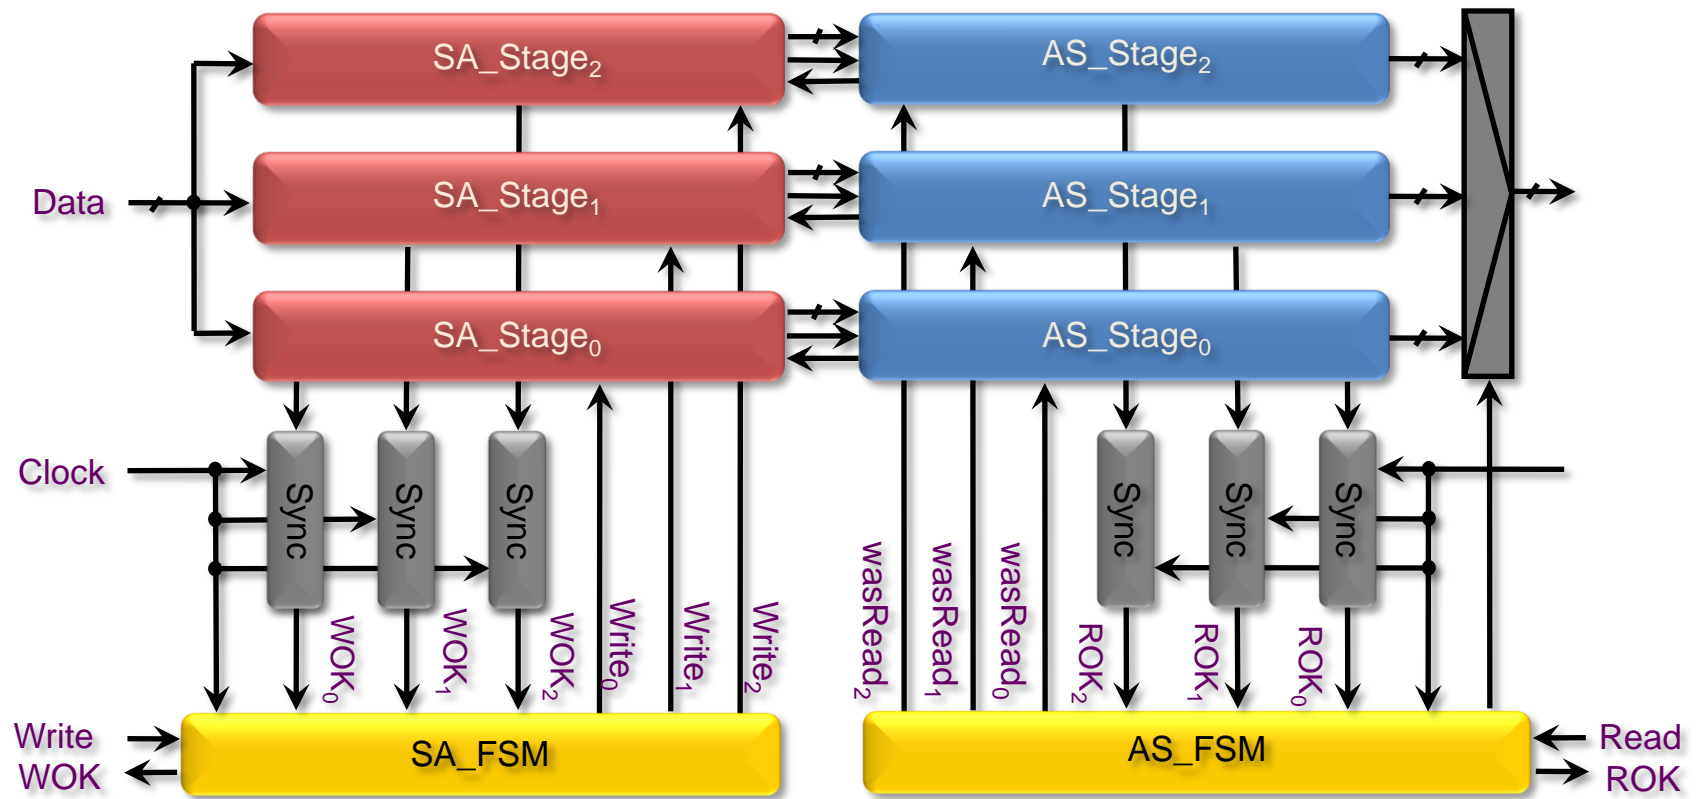 SA_Stage₂
AS_Stage₂
Data
SA_Stage₁
AS_Stage₁
SA_Stage₀
AS_Stage₀
Clock
Sync
Sync
Sync
Sync
Sync
Sync
WOK₀
WOK₁
WOK₂
Write₀
Write₁
Write₂
wasRead₂
wasRead₁
wasRead₀
ROK₂
ROK₁
ROK₀
Write
WOK
SA_FSM
AS_FSM
Read
ROK